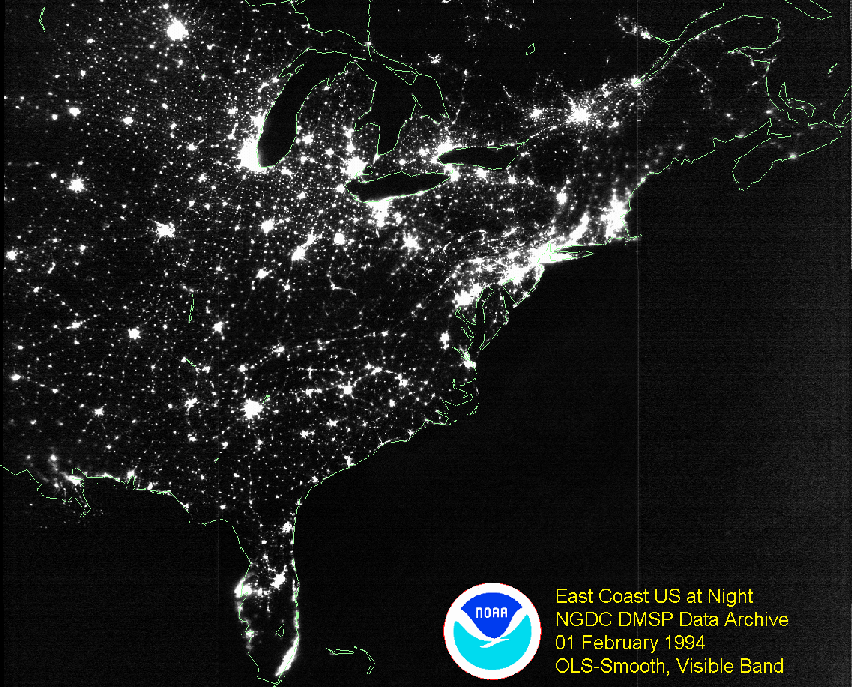 NOAA
East Coast US at Night
NGDC DMSP Data Archive
01 February 1994
OLS-Smooth, Visible Band